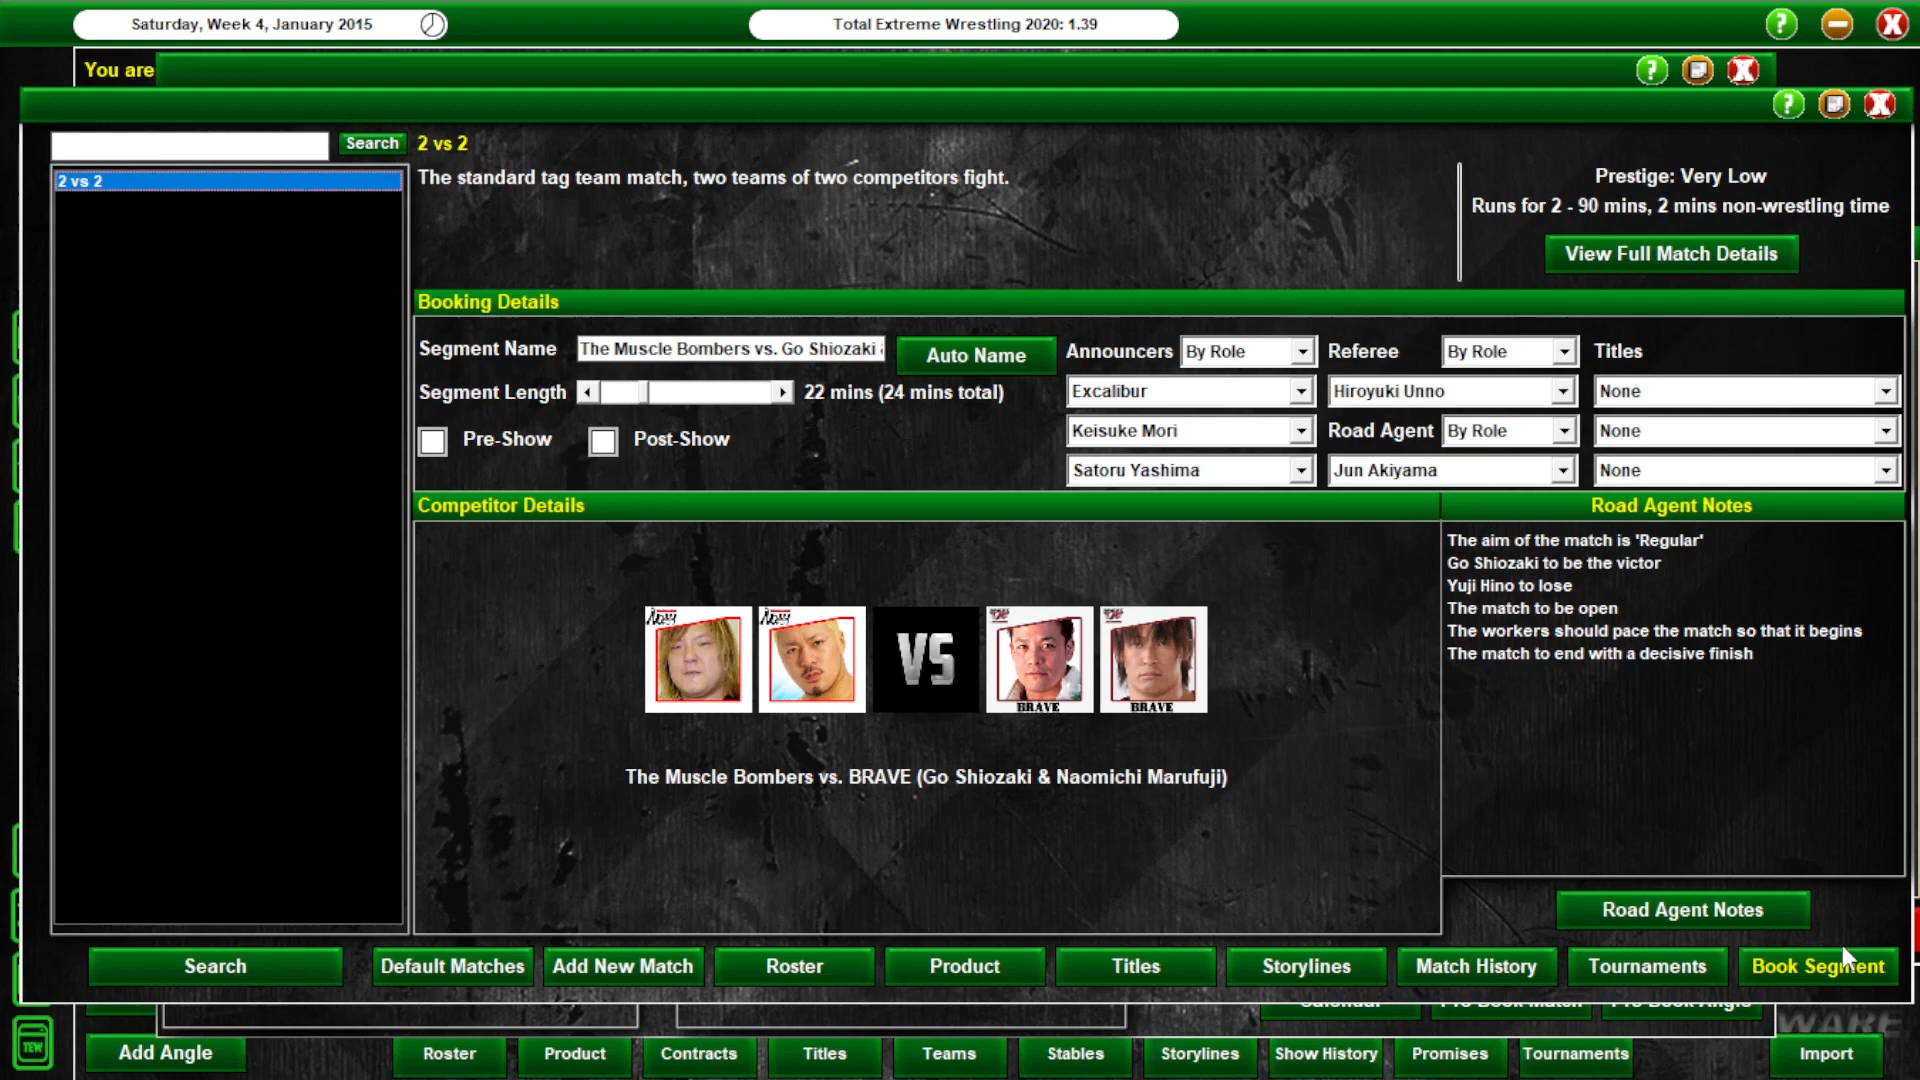 Saturday, Week 4, January 2015
Total Extreme Wrestling 2020: 1.39
You are
Search
2 vs 2
2 vs 2
The standard tag team match, two teams of two competitors fight.
Prestige: Very Low
Runs for 2 - 90 mins, 2 mins non-wrestling time
View Full Match Details
Booking Details
Segment Name
The Muscle Bombers vs. Go Shiozaki
Auto Name
Announcers
By Role
Referee
By Role
Titles
Segment Length
22 mins (24 mins total)
Excalibur
Hiroyuki Unno
None
Pre-Show
Post-Show
Keisuke Mori
Road Agent
By Role
None
Satoru Yashima
Jun Akiyama
None
Competitor Details
Road Agent Notes
The aim of the match is 'Regular'
Go Shiozaki to be the victor
Yuji Hino to lose
The match to be open
The workers should pace the match so that it begins
The match to end with a decisive finish
VS
BRAVE
BRAVE
The Muscle Bombers vs. BRAVE (Go Shiozaki & Naomichi Marufuji)
Road Agent Notes
Search
Default Matches
Add New Match
Roster
Product
Titles
Storylines
Match History
Tournaments
Book Segment
TEW
Add Angle
Roster
Product
Contracts
Titles
Teams
Stables
Storylines
Show History
Promises
Tournaments
Import